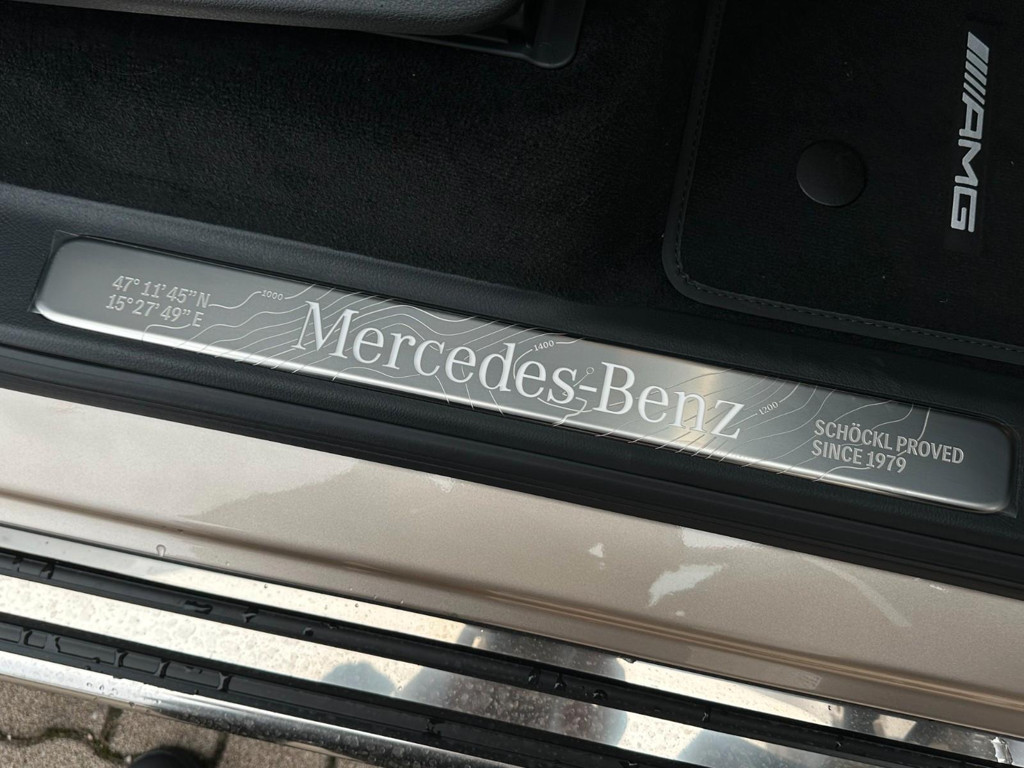 AMG
47° 11' 45" N
15° 27' 49" E
1000
Mercedes-Benz
1400
1200
SCHÖCKL PROVED
SINCE 1979